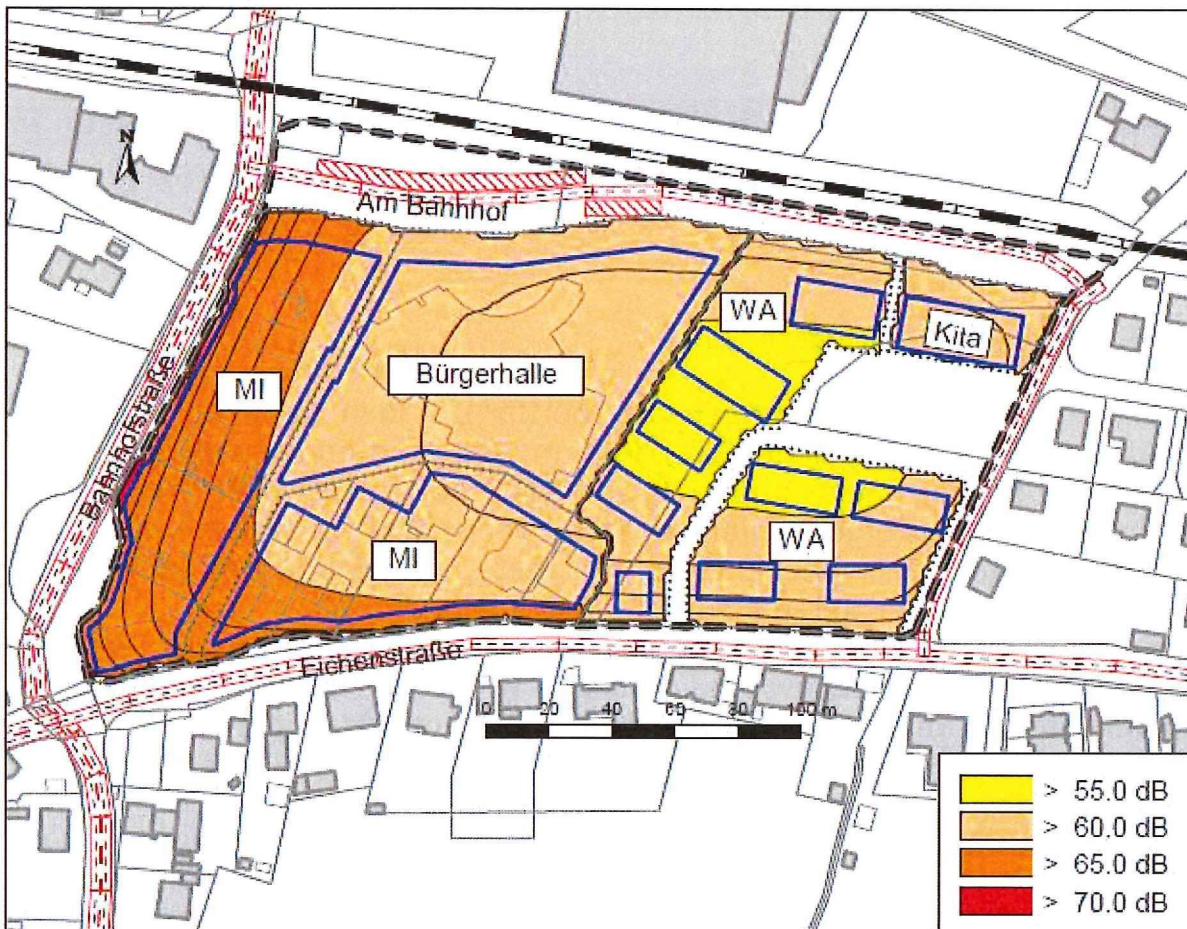 N
Am Bahnhof
WA
Kita
Bürgerhalle
MI
Bahnhofstraße
MI
WA
Eichenstraße
0 20 40 60 80 100 m
> 55.0 dB
> 60.0 dB
> 65.0 dB
> 70.0 dB